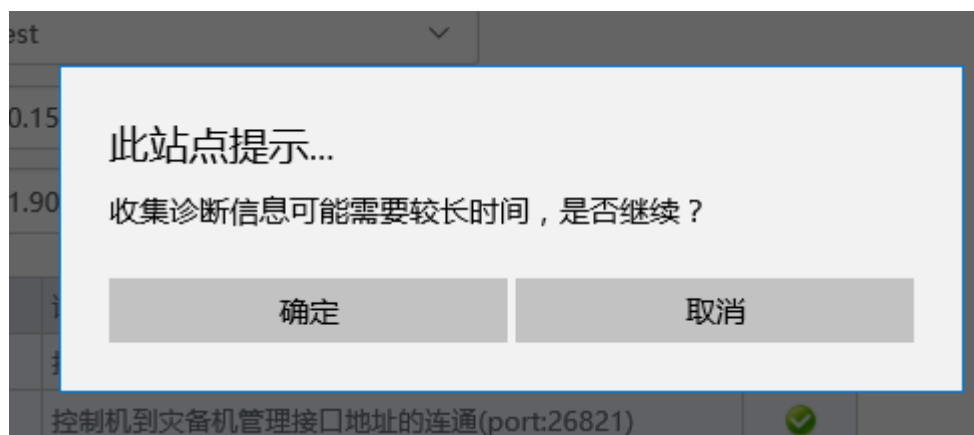 est
0.15
此站点提示...
1.90
收集诊断信息可能需要较长时间，是否继续？
确定
取消
控制机到灾备机管理接口地址的连通(port:26821)